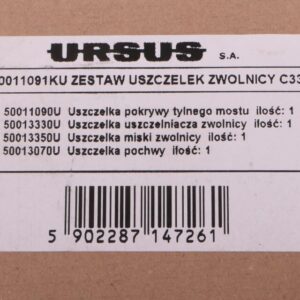 URSUS S.A.
0011091KU ZESTAW USZCZELEK ZWOLNICY C33
50011090U Uszczelka pokrywy tylnego mostu ilość: 1
50013330U Uszczelka uszczelniacza zwolnicy ilość: 1
50013350U Uszczelka miski zwolnicy ilość: 1
50013070U Uszczelka pochwy ilość: 1
5 902287 147261